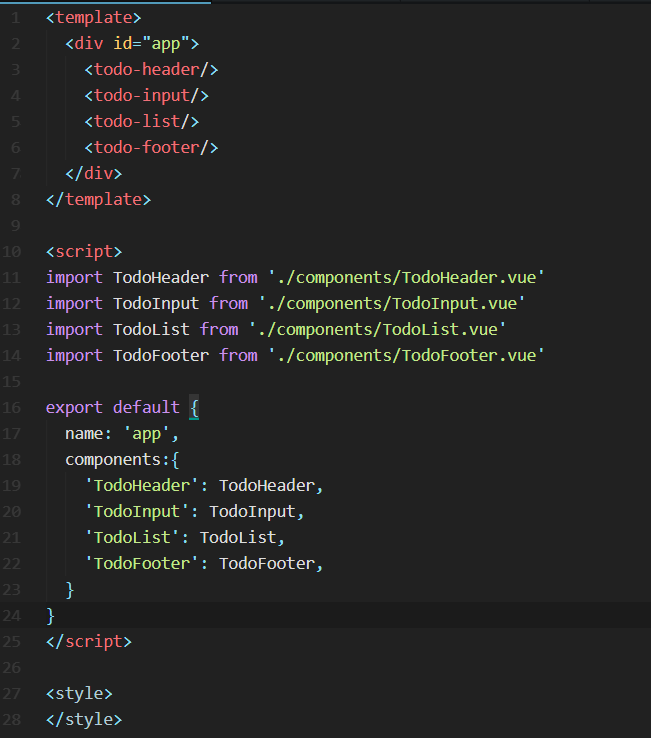 1 <template>
2   <div id="app">
3     <todo-header/>
4     <todo-input/>
5     <todo-list/>
6     <todo-footer/>
7   </div>
8 </template>
9
10 <script>
11 import TodoHeader from './components/TodoHeader.vue'
12 import TodoInput from './components/TodoInput.vue'
13 import TodoList from './components/TodoList.vue'
14 import TodoFooter from './components/TodoFooter.vue'
15
16 export default {
17   name: 'app',
18   components:{
19     'TodoHeader': TodoHeader,
20     'TodoInput': TodoInput,
21     'TodoList': TodoList,
22     'TodoFooter': TodoFooter,
23   }
24 }
25 </script>
26
27 <style>
28 </style>